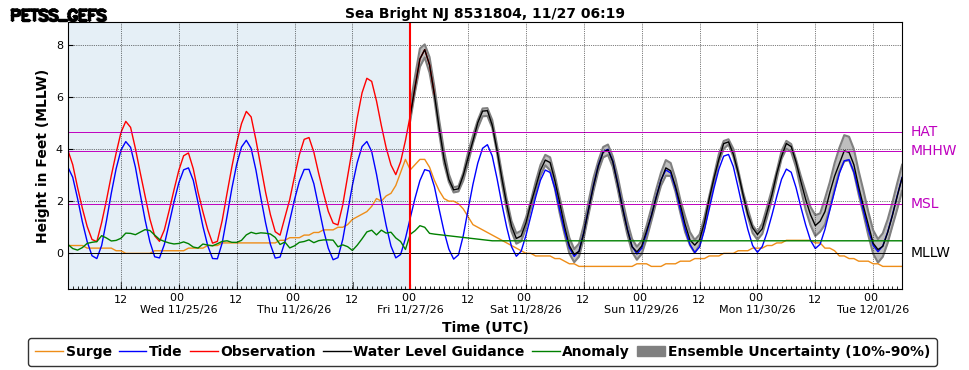 PETSS_GEFS
Sea Bright NJ 8531804, 11/27 06:19
Height in Feet (MLLW)
8
6
4
2
0
HAT
MHHW
MSL
MLLW
12 00 12 00 12 00 12 00 12 00 12 00 12 00
Wed 11/25/26 Thu 11/26/26 Fri 11/27/26 Sat 11/28/26 Sun 11/29/26 Mon 11/30/26 Tue 12/01/26
Time (UTC)
Surge Tide Observation Water Level Guidance Anomaly Ensemble Uncertainty (10%-90%)